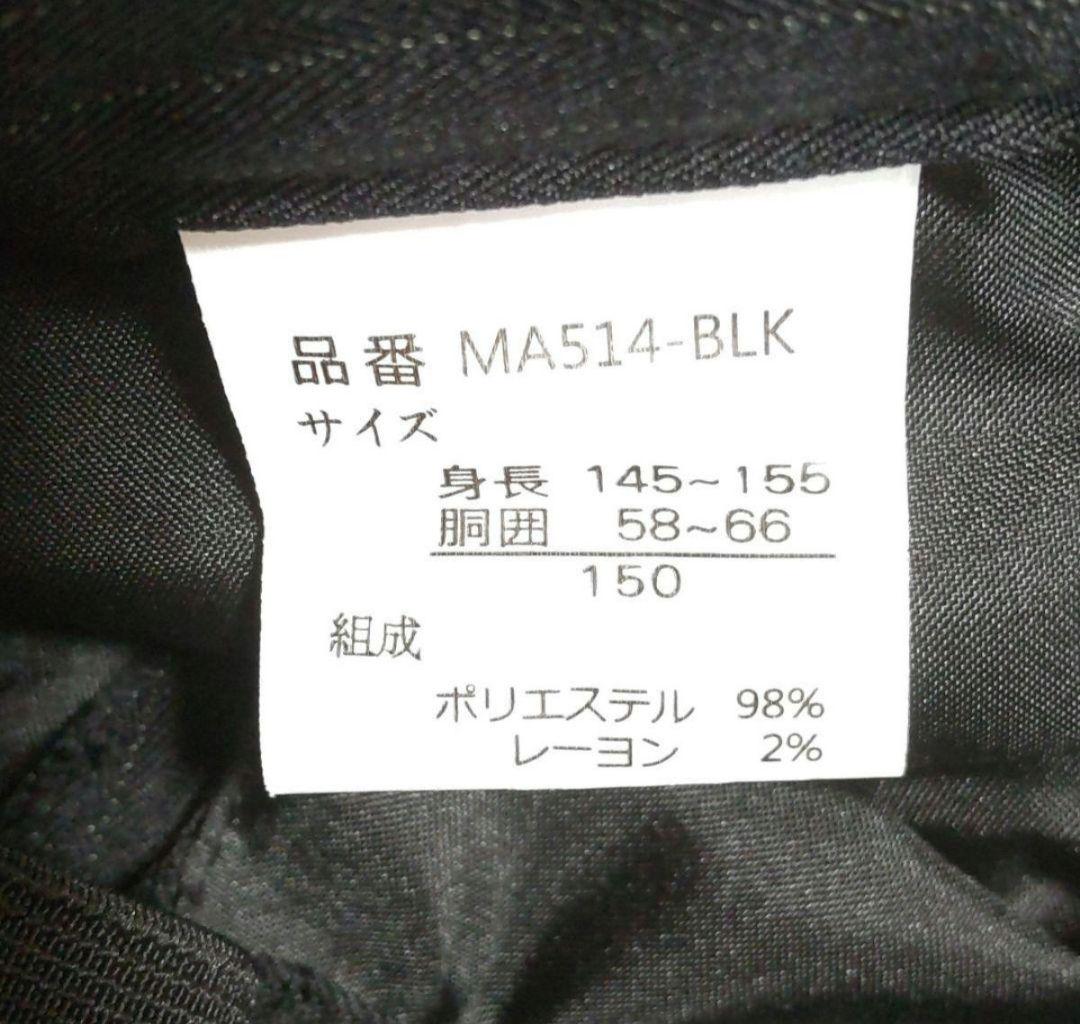 品番 MA514-BLK
サイズ
身長 145~155
胴囲 58~66
150
組成
ポリエステル 98%
レーヨン 2%